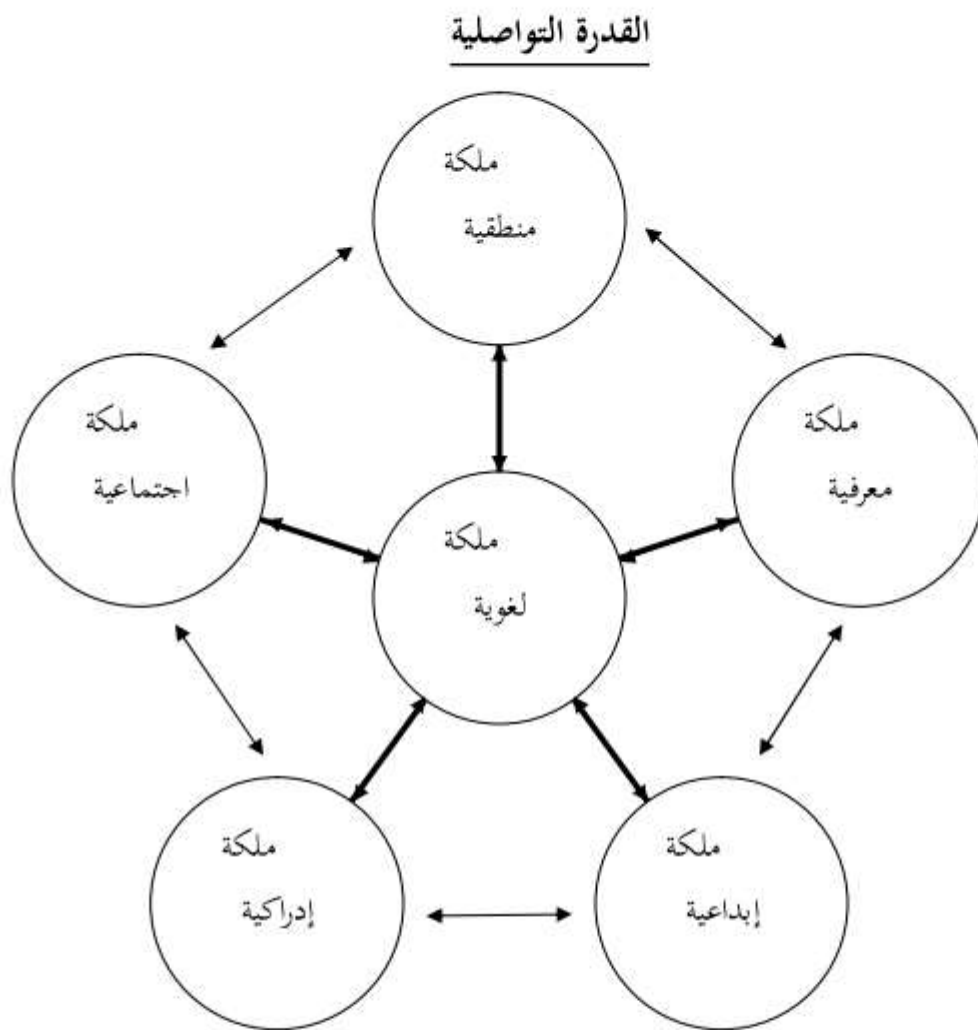 القدرة التواصلية
ملكة
منطقية
ملكة
معرفية
ملكة
اجتماعية
ملكة
لغوية
ملكة
إبداعية
ملكة
إدراكية